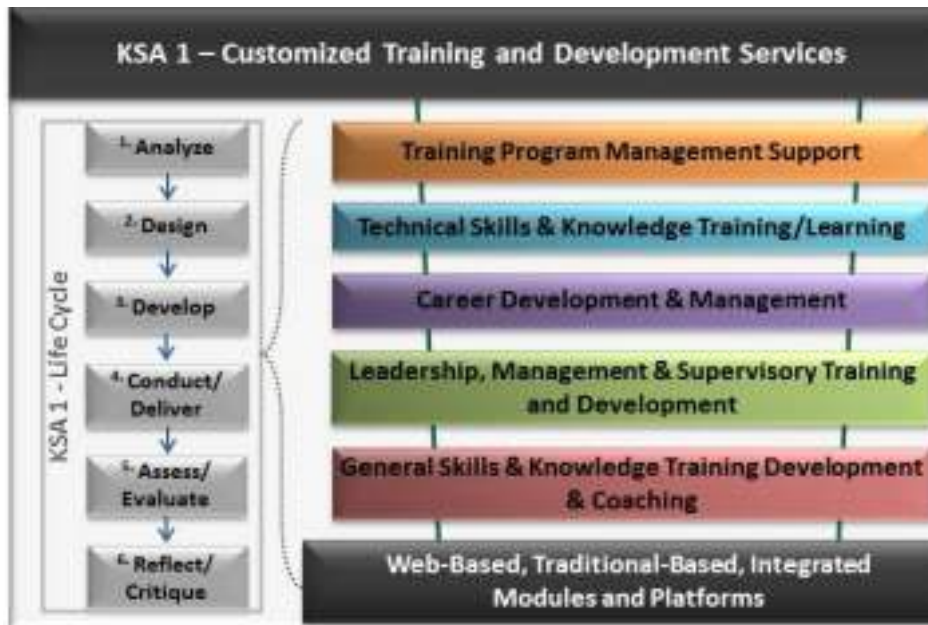 KSA 1 – Customized Training and Development Services
KSA 1 - Life Cycle
1. Analyze
2. Design
3. Develop
4. Conduct/
Deliver
5. Assess/
Evaluate
6. Reflect/
Critique
Training Program Management Support
Technical Skills & Knowledge Training/Learning
Career Development & Management
Leadership, Management & Supervisory Training
and Development
General Skills & Knowledge Training Development
& Coaching
Web-Based, Traditional-Based, Integrated
Modules and Platforms